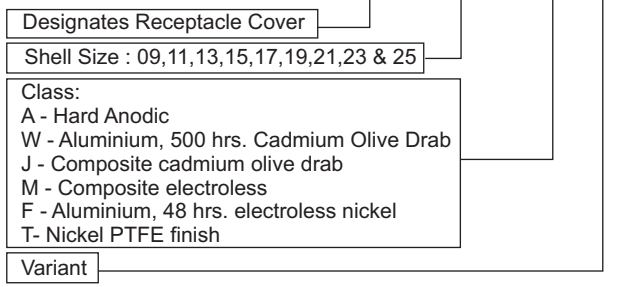 Designates Receptacle Cover
Shell Size : 09,11,13,15,17,19,21,23 & 25
Class:
A - Hard Anodic
W - Aluminium, 500 hrs. Cadmium Olive Drab
J - Composite cadmium olive drab
M - Composite electroless
F - Aluminium, 48 hrs. electroless nickel
T- Nickel PTFE finish
Variant